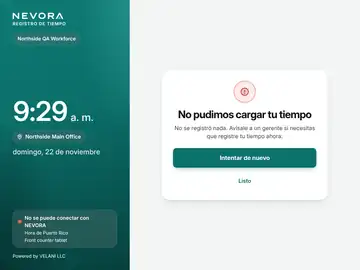 NEVORA
REGISTRO DE TIEMPO
Northside QA Workforce
9:29 a. m.
Northside Main Office
domingo, 22 de noviembre
No se puede conectar con
NEVORA
Hora de Puerto Rico
Front counter tablet
Powered by VELANI LLC
No pudimos cargar tu tiempo
No se registró nada. Avísale a un gerente si necesitas
que registre tu tiempo ahora.
Intentar de nuevo
Listo